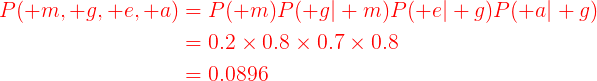 P(+m,+g,+e,+a) = P(+m)P(+g|+m)P(+e|+g)P(+a|+g)
= 0.2 × 0.8 × 0.7 × 0.8
= 0.0896